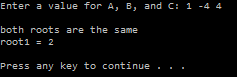 Enter a value for A, B, and C: 1 -4 4
both roots are the same
root1 = 2
Press any key to continue . . .